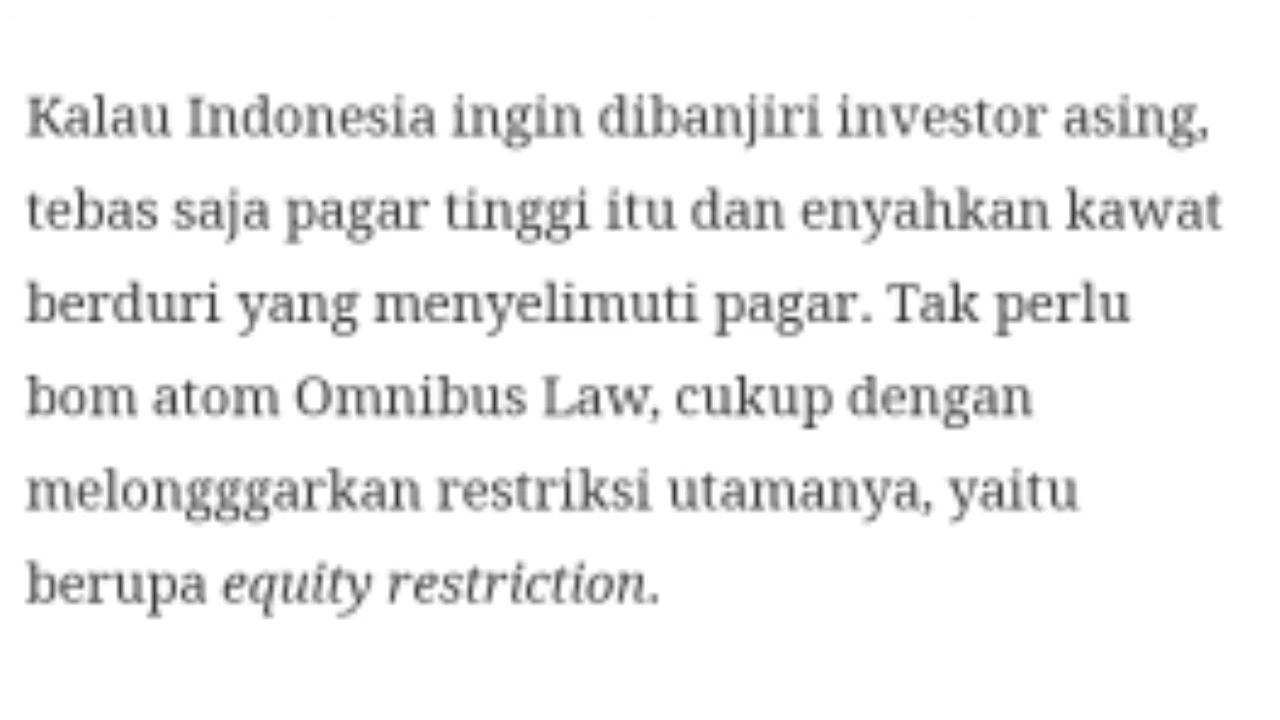 Kalau Indonesia ingin dibanjiri investor asing,
tebas saja pagar tinggi itu dan enyahkan kawat
berduri yang menyelimuti pagar. Tak perlu
bom atom Omnibus Law, cukup dengan
melongggarkan restriksi utamanya, yaitu
berupa equity restriction.